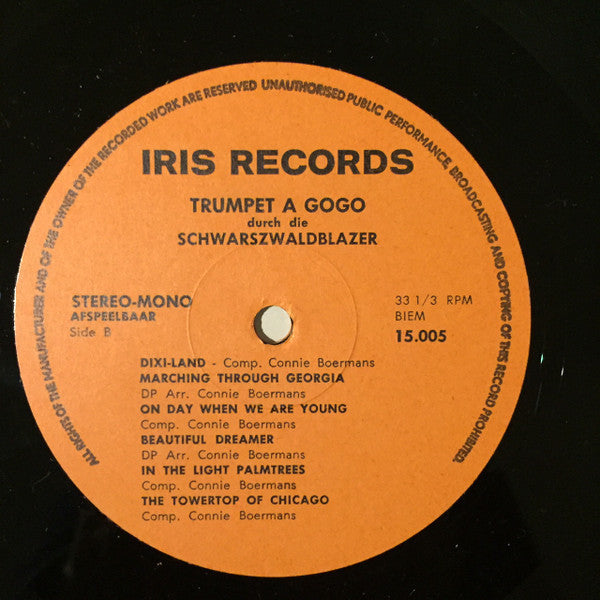 ALL RIGHTS OF THE MANUFACTURER AND OF THE OWNER OF THE RECORDED WORK ARE RESERVED UNAUTHORISED PUBLIC PERFORMANCE, BROADCASTING AND COPYING OF THIS RECORD PROHIBITED.
IRIS RECORDS
TRUMPET A GOGO
durch die
SCHWARSZWALDBLAZER
STEREO-MONO
AFSPEELBAAR
Side B
33 1/3 RPM
BIEM
15.005
DIXI-LAND - Comp. Connie Boermans
MARCHING THROUGH GEORGIA
DP Arr. Connie Boermans
ON DAY WHEN WE ARE YOUNG
Comp. Connie Boermans
BEAUTIFUL DREAMER
DP Arr. Connie Boermans
IN THE LIGHT PALMTREES
Comp. Connie Boermans
THE TOWERTOP OF CHICAGO
Comp. Connie Boermans